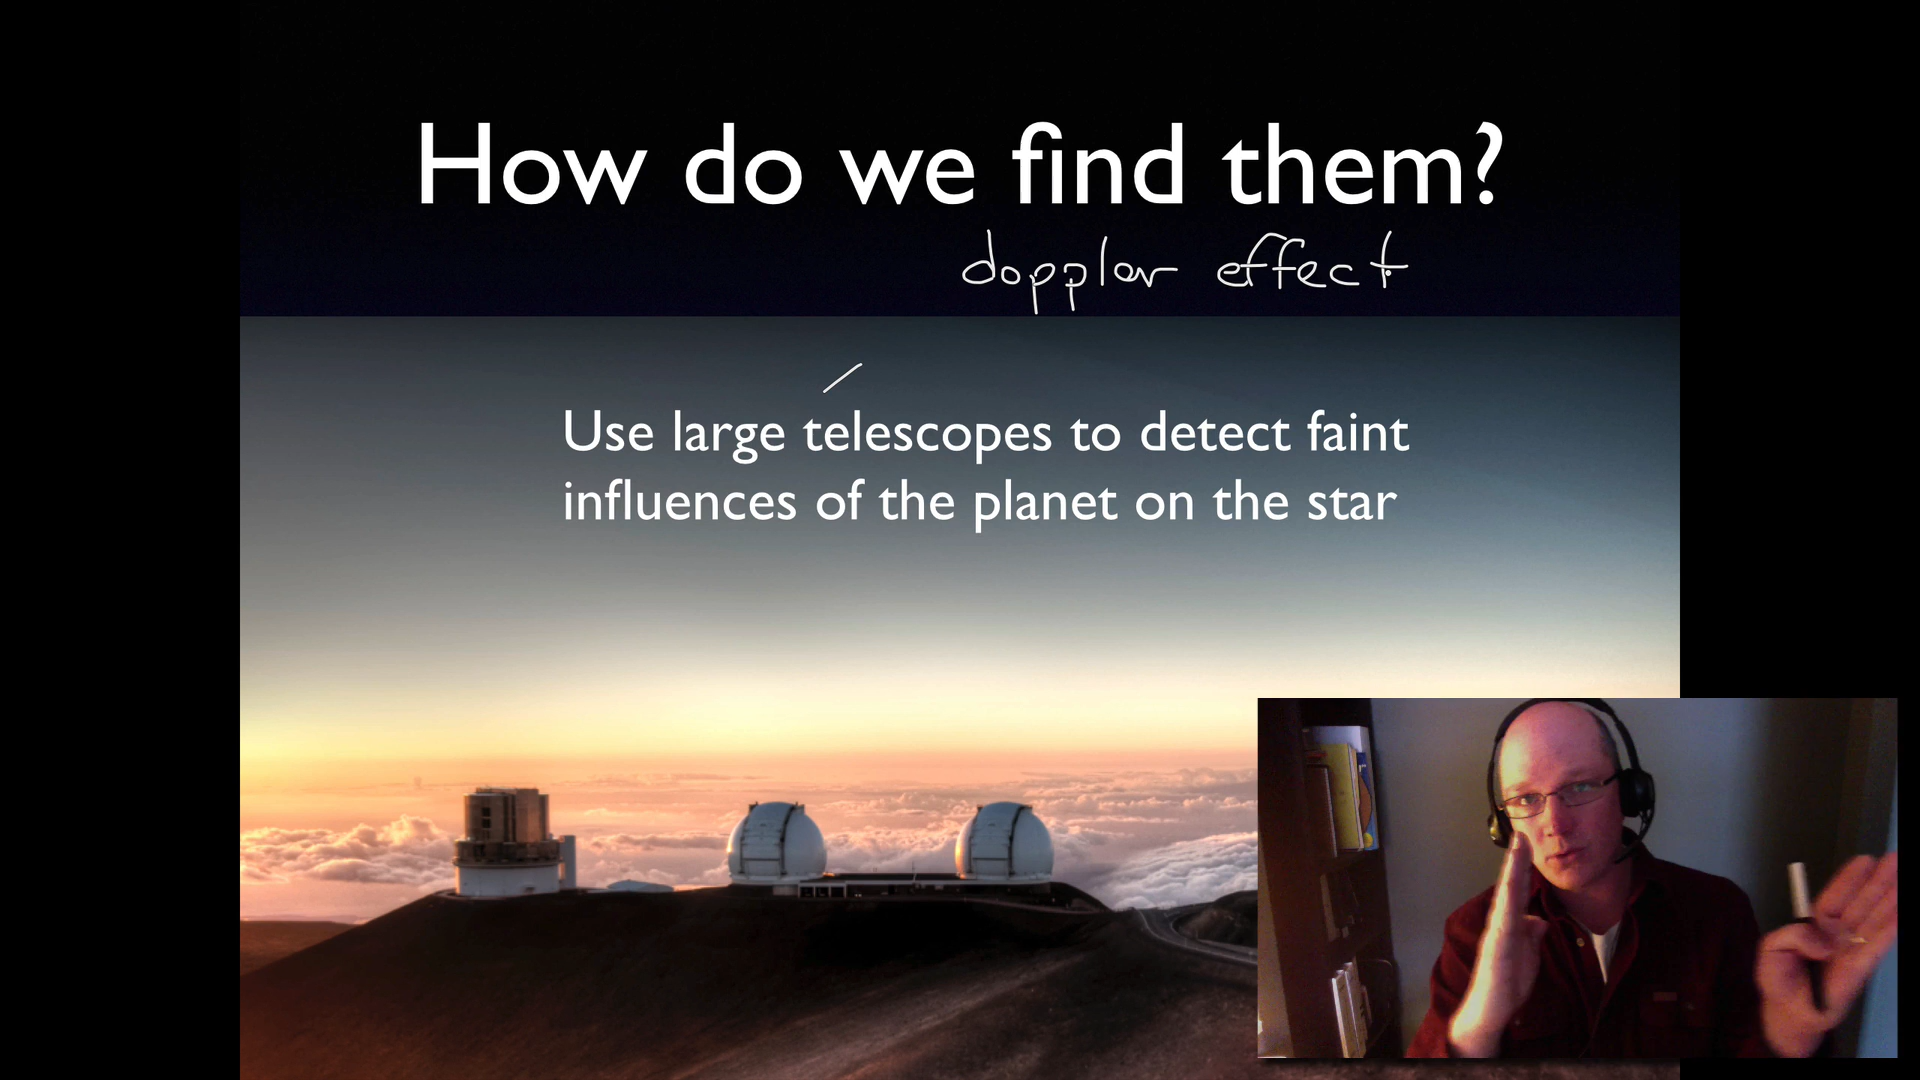 How do we find them?
dopplar effect
Use large telescopes to detect faint
influences of the planet on the star